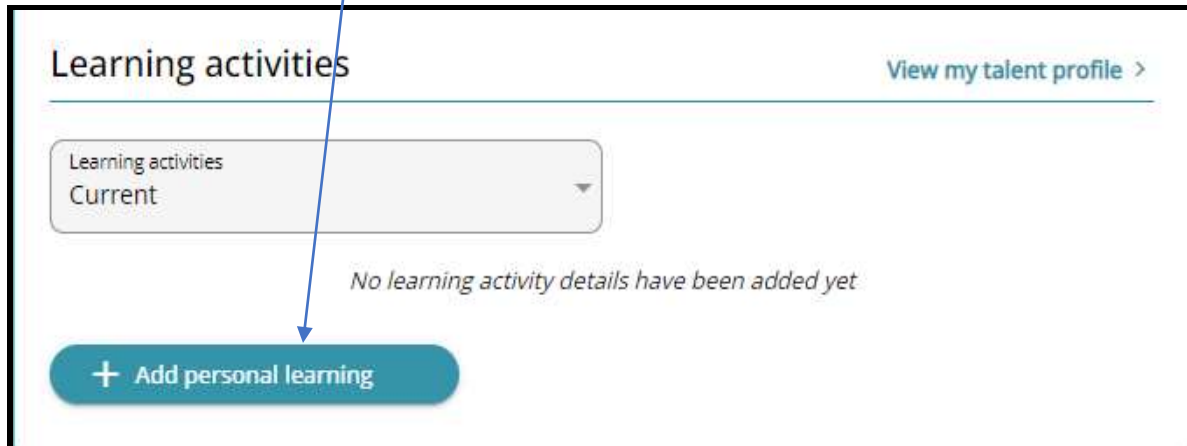 Learning activities
View my talent profile >
Learning activities
Current
No learning activity details have been added yet
+ Add personal learning